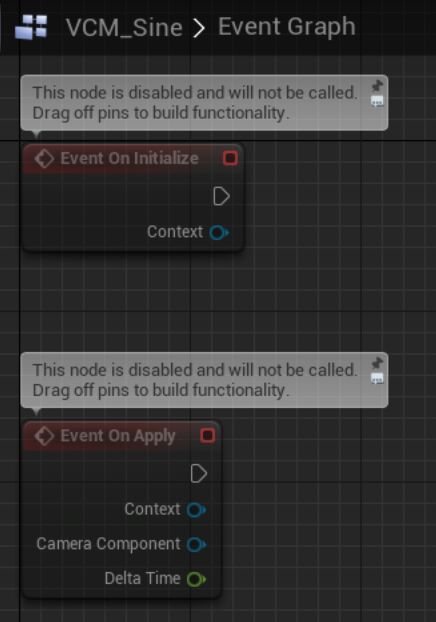 VCM_Sine > Event Graph
This node is disabled and will not be called.
Drag off pins to build functionality.
Event On Initialize
Context
This node is disabled and will not be called.
Drag off pins to build functionality.
Event On Apply
Context
Camera Component
Delta Time